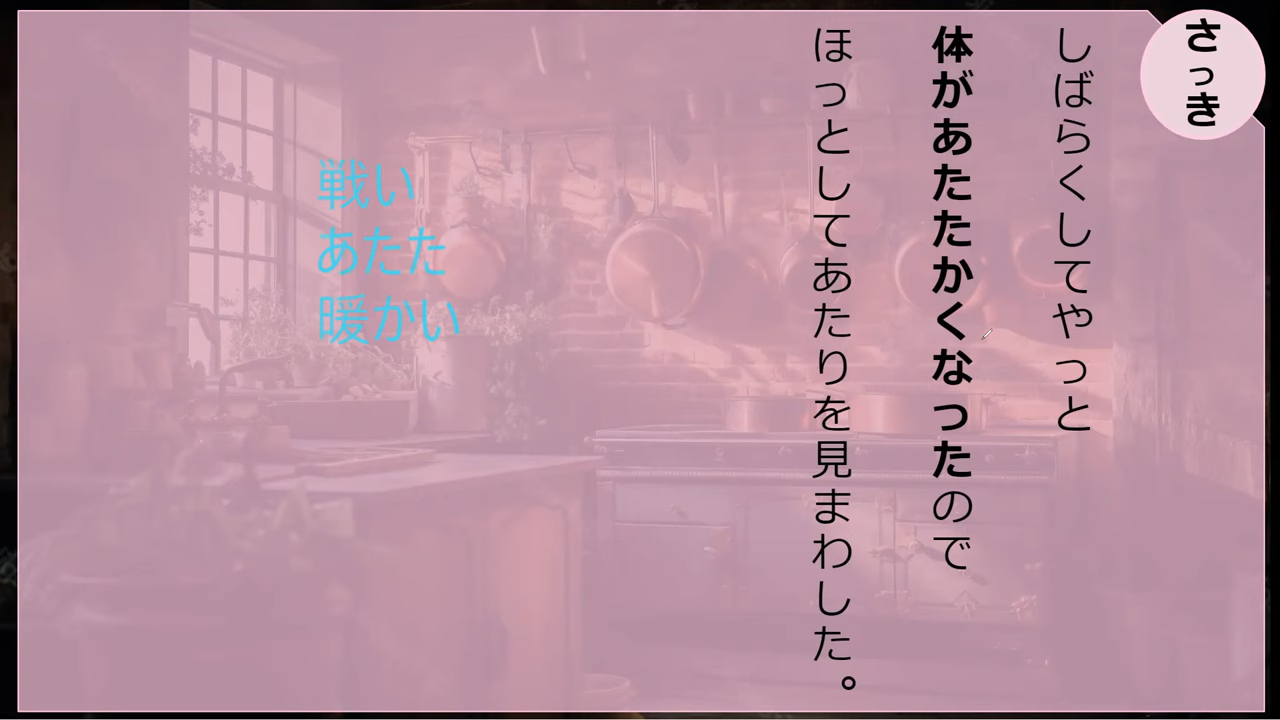 さっき
しばらくしてやっと
体があたたかくなったので
ほっとしてあたりを見まわした。
戦い
あたた
暖かい